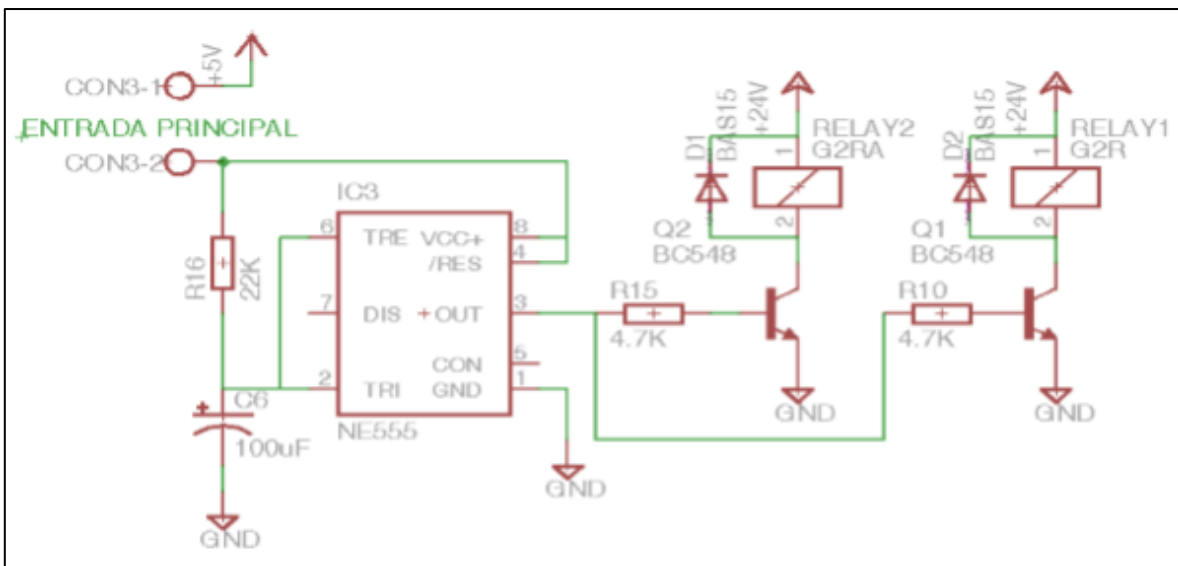 CON3-1
+5V
ENTRADA PRINCIPAL
CON3-2
R16
22K
C6
100uF
GND
IC3
6
TRE
VCC+
8
/RES
4
7
DIS
OUT
3
CON
5
2
TRI
GND
1
NE555
GND
D1
BAS15
+24V
RELAY2
G2RA
1
2
Q2
BC548
R15
4.7K
GND
D2
BAS15
+24V
RELAY1
G2R
1
2
Q1
BC548
R10
4.7K
GND